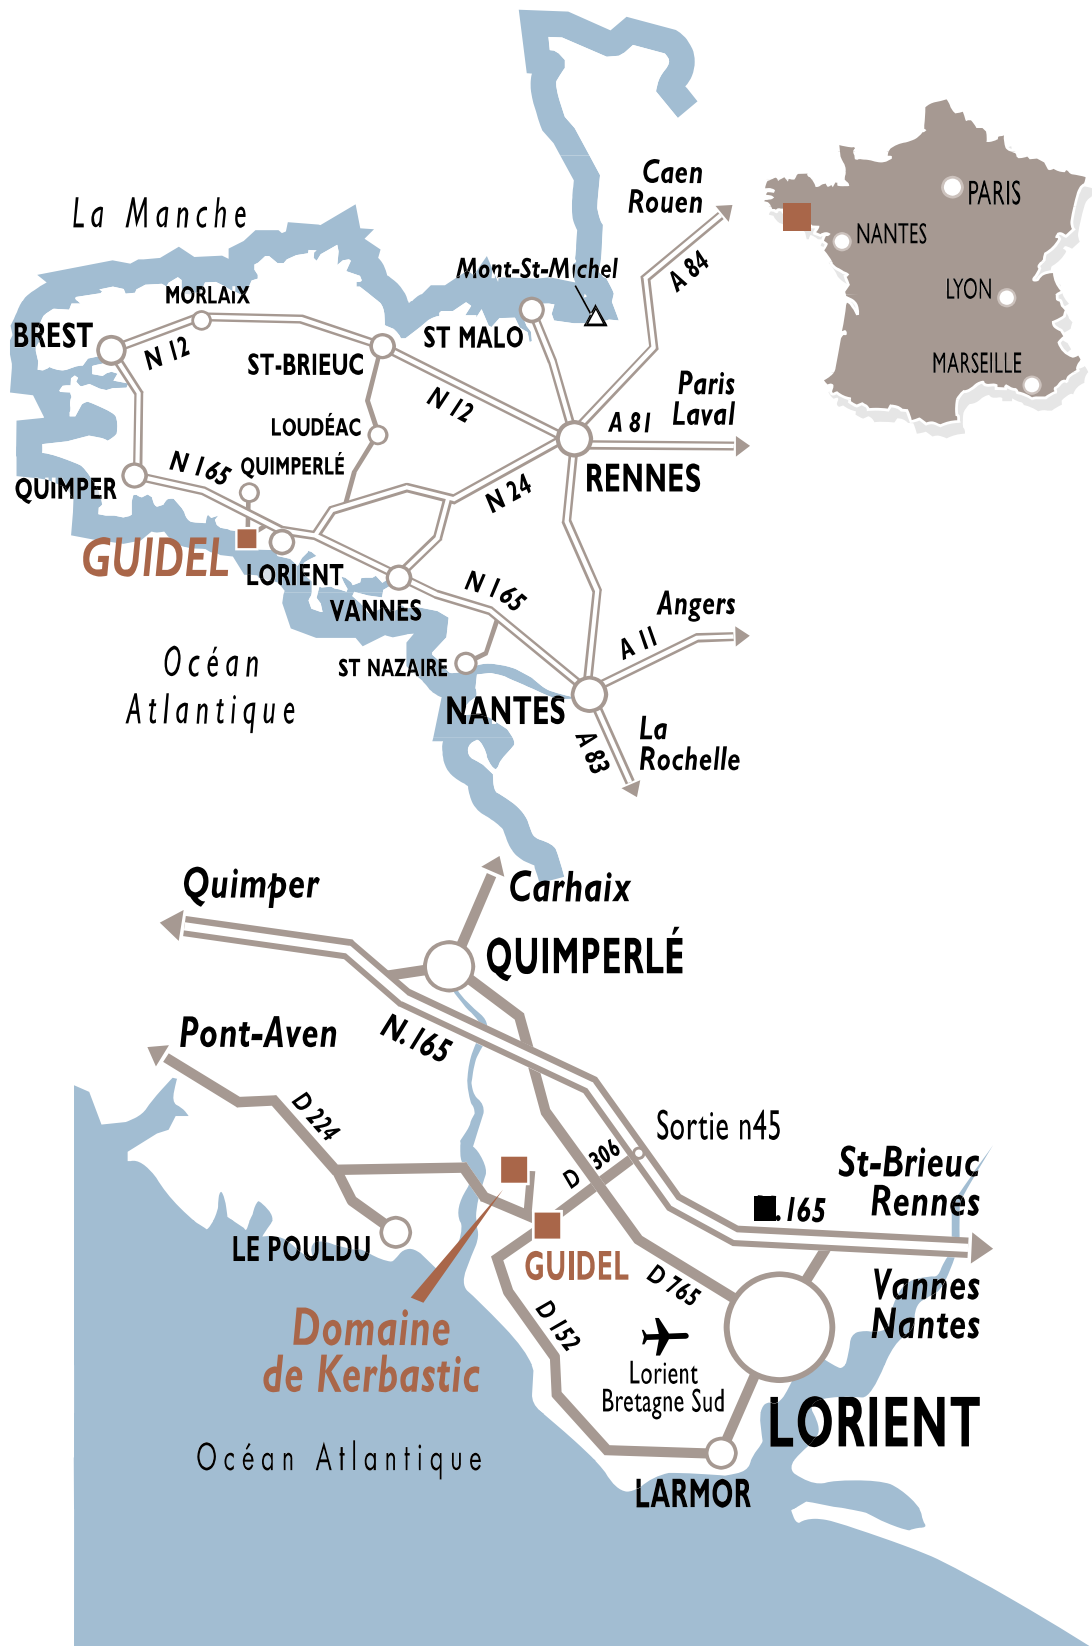 Caen
Rouen
A 84
La Manche
PARIS
NANTES
LYON
MARSEILLE
Mont-St-Michel
MORLAIX
BREST
N 12
ST MALO
ST-BRIEUC
N 12
Paris
Laval
A 81
LOUDÉAC
N 165
QUIMPERLÉ
QUIMPER
RENNES
N 24
GUIDEL
LORIENT
VANNES
N 165
Angers
A 11
Océan
Atlantique
ST NAZAIRE
NANTES
A 83
La
Rochelle
Quimper
Carhaix
QUIMPERLÉ
Pont-Aven
N.165
D 224
Sortie n45
D 306
St-Brieuc
Rennes
.165
LE POULDU
GUIDEL
D 765
Vannes
Nantes
Domaine
de Kerbastic
D 152
Lorient
Bretagne Sud
LORIENT
Océan Atlantique
LARMOR